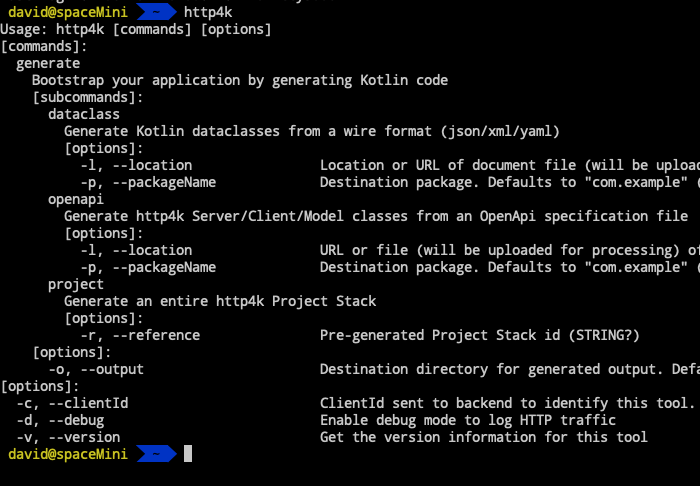 david@spaceMini ~ http4k
Usage: http4k [commands] [options]
[commands]:
generate
Bootstrap your application by generating Kotlin code
[subcommands]:
dataclass
Generate Kotlin dataclasses from a wire format (json/xml/yaml)
[options]:
-l, --location Location or URL of document file (will be uploa
-p, --packageName Destination package. Defaults to "com.example" (
openapi
Generate http4k Server/Client/Model classes from an OpenApi specification file
[options]:
-l, --location URL or file (will be uploaded for processing) of
-p, --packageName Destination package. Defaults to "com.example" (
project
Generate an entire http4k Project Stack
[options]:
-r, --reference Pre-generated Project Stack id (STRING?)
[options]:
-o, --output Destination directory for generated output. Defa
[options]:
-c, --clientId ClientId sent to backend to identify this tool.
-d, --debug Enable debug mode to log HTTP traffic
-v, --version Get the version information for this tool
david@spaceMini ~